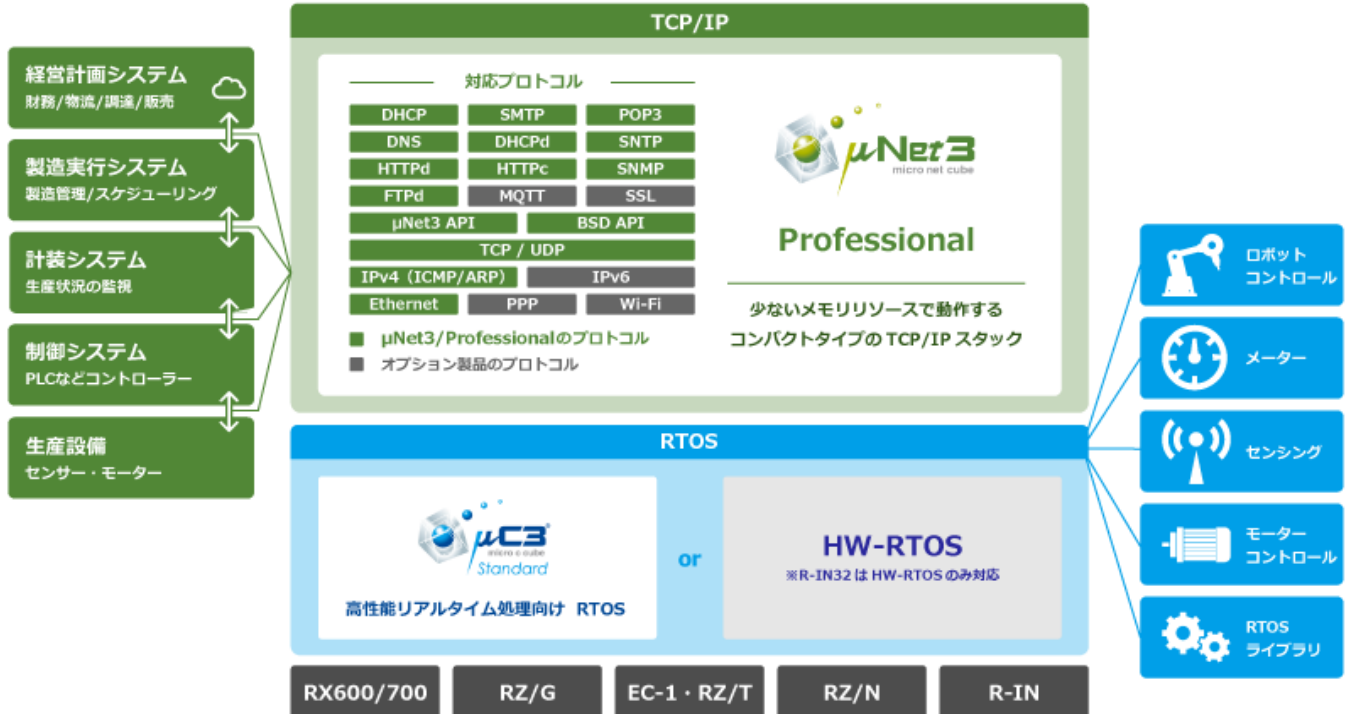 TCP/IP
経営計画システム
財務/物流/調達/販売
製造実行システム
製造管理/スケジューリング
計装システム
生産状況の監視
制御システム
PLCなどコントローラー
生産設備
センサー・モーター
対応プロトコル
DHCP SMTP POP3
DNS DHCPd SNTP
HTTPd HTTPc SNMP
FTPd MQTT SSL
μNet3 API BSD API
TCP / UDP
IPv4（ICMP/ARP） IPv6
Ethernet PPP Wi-Fi
μNet3/Professionalのプロトコル
オプション製品のプロトコル
μNet3
micro net cube
Professional
少ないメモリリソースで動作する
コンパクトタイプの TCP/IP スタック
RTOS
μC3®
micro c cube
Standard
高性能リアルタイム処理向け RTOS
or
HW-RTOS
※R-IN32 は HW-RTOS のみ対応
ロボット
コントロール
メーター
センシング
モーター
コントロール
RTOS
ライブラリ
RX600/700 RZ/G EC-1・RZ/T RZ/N R-IN